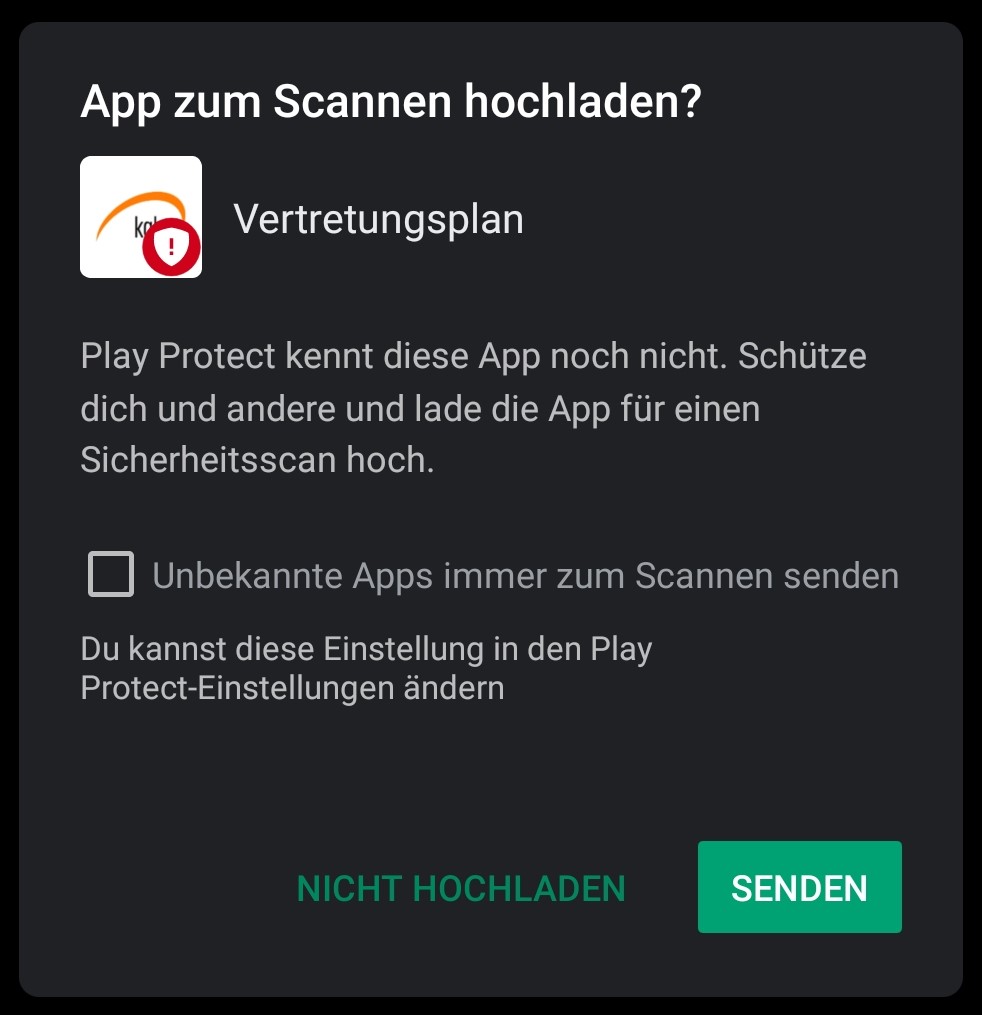 App zum Scannen hochladen?
Vertretungsplan
Play Protect kennt diese App noch nicht. Schütze
dich und andere und lade die App für einen
Sicherheitsscan hoch.
Unbekannte Apps immer zum Scannen senden
Du kannst diese Einstellung in den Play
Protect-Einstellungen ändern
NICHT HOCHLADEN
SENDEN